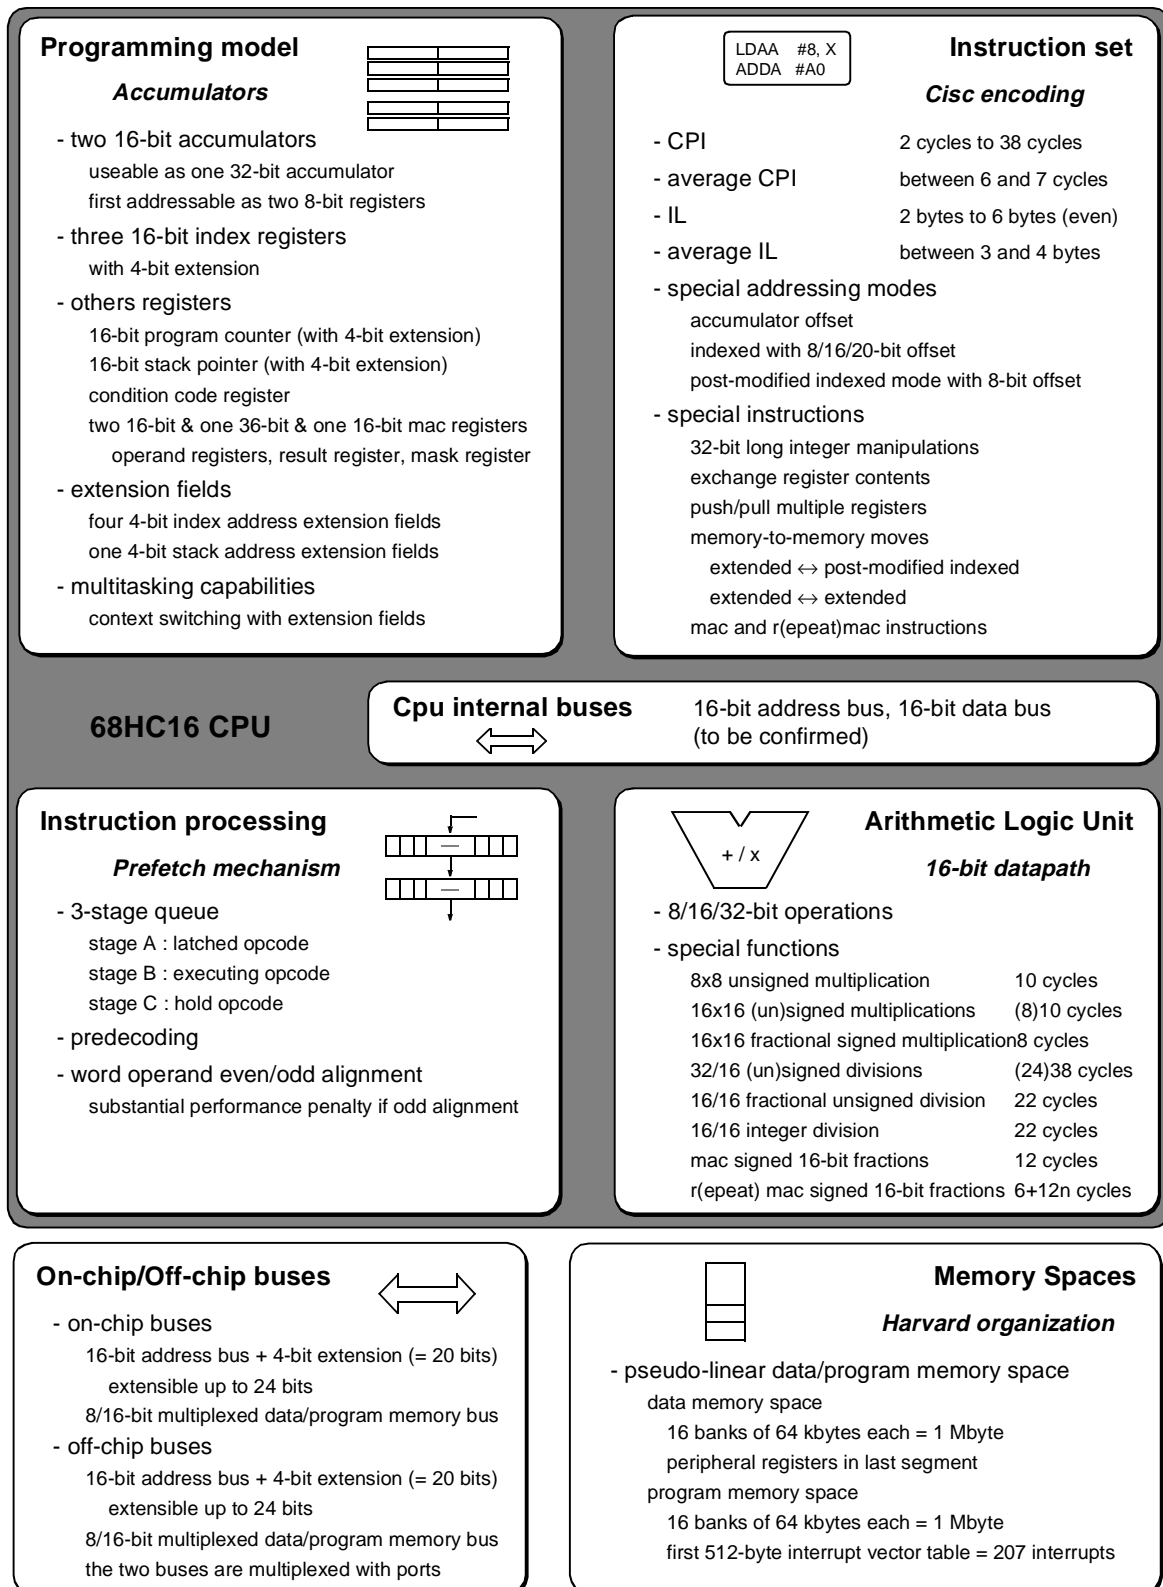 Programming model
Accumulators
- two 16-bit accumulators
useable as one 32-bit accumulator
first addressable as two 8-bit registers
- three 16-bit index registers
with 4-bit extension
- others registers
16-bit program counter (with 4-bit extension)
16-bit stack pointer (with 4-bit extension)
condition code register
two 16-bit & one 36-bit & one 16-bit mac registers
operand registers, result register, mask register
- extension fields
four 4-bit index address extension fields
one 4-bit stack address extension fields
- multitasking capabilities
context switching with extension fields
LDAA #8, X
ADDA #A0
Instruction set
Cisc encoding
- CPI 2 cycles to 38 cycles
- average CPI between 6 and 7 cycles
- IL 2 bytes to 6 bytes (even)
- average IL between 3 and 4 bytes
- special addressing modes
accumulator offset
indexed with 8/16/20-bit offset
post-modified indexed mode with 8-bit offset
- special instructions
32-bit long integer manipulations
exchange register contents
push/pull multiple registers
memory-to-memory moves
extended ↔ post-modified indexed
extended ↔ extended
mac and r(epeat)mac instructions
68HC16 CPU
Cpu internal buses 16-bit address bus, 16-bit data bus
(to be confirmed)
Instruction processing
Prefetch mechanism
- 3-stage queue
stage A : latched opcode
stage B : executing opcode
stage C : hold opcode
- predecoding
- word operand even/odd alignment
substantial performance penalty if odd alignment
+ / x
Arithmetic Logic Unit
16-bit datapath
- 8/16/32-bit operations
- special functions
8x8 unsigned multiplication 10 cycles
16x16 (un)signed multiplications (8)10 cycles
16x16 fractional signed multiplication8 cycles
32/16 (un)signed divisions (24)38 cycles
16/16 fractional unsigned division 22 cycles
16/16 integer division 22 cycles
mac signed 16-bit fractions 12 cycles
r(epeat) mac signed 16-bit fractions 6+12n cycles
On-chip/Off-chip buses
- on-chip buses
16-bit address bus + 4-bit extension (= 20 bits)
extensible up to 24 bits
8/16-bit multiplexed data/program memory bus
- off-chip buses
16-bit address bus + 4-bit extension (= 20 bits)
extensible up to 24 bits
8/16-bit multiplexed data/program memory bus
the two buses are multiplexed with ports
Memory Spaces
Harvard organization
- pseudo-linear data/program memory space
data memory space
16 banks of 64 kbytes each = 1 Mbyte
peripheral registers in last segment
program memory space
16 banks of 64 kbytes each = 1 Mbyte
first 512-byte interrupt vector table = 207 interrupts